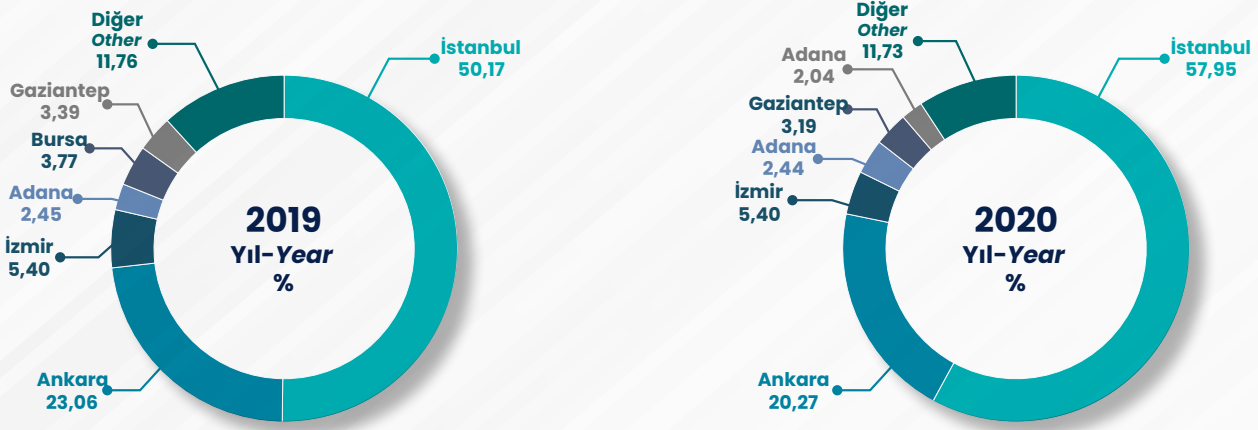 Diğer
Other
11,76
İstanbul
50,17
Gaziantep
3,39
Bursa
3,77
Adana
2,45
İzmir
5,40
Ankara
23,06
2019
Yıl-Year
%
Diğer
Other
11,73
İstanbul
57,95
Adana
2,04
Gaziantep
3,19
Adana
2,44
İzmir
5,40
Ankara
20,27
2020
Yıl-Year
%